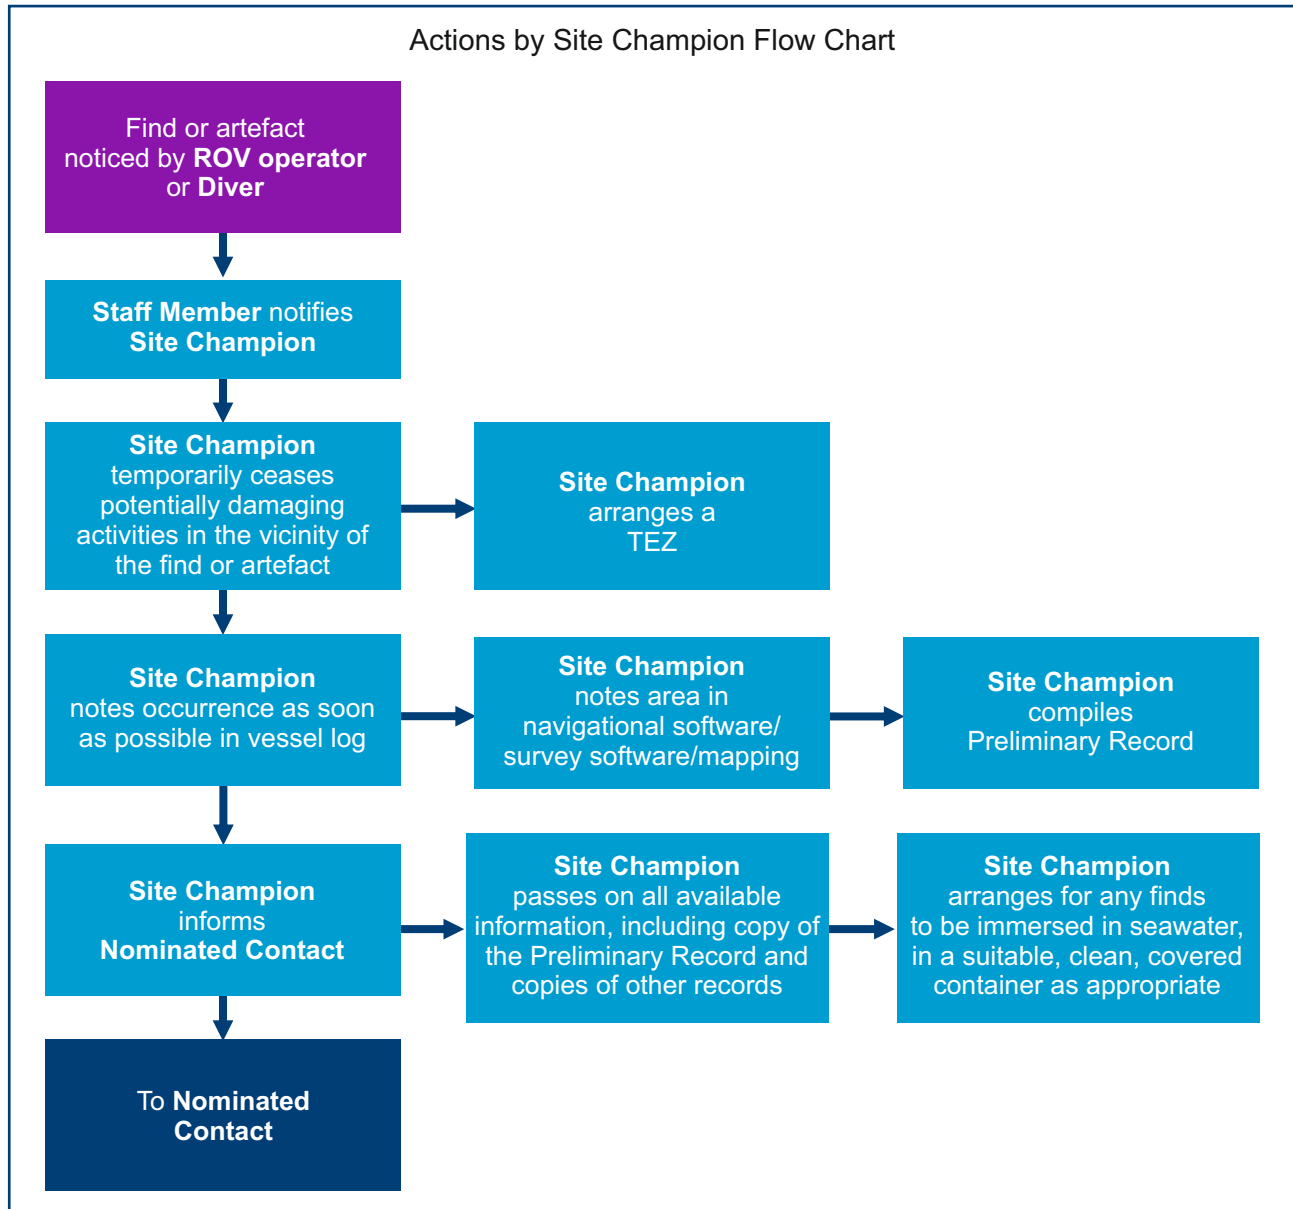 Actions by Site Champion Flow Chart
Find or artefact
noticed by ROV operator
or Diver
Staff Member notifies
Site Champion
Site Champion
temporarily ceases
potentially damaging
activities in the vicinity of
the find or artefact
Site Champion
arranges a
TEZ
Site Champion
notes occurrence as soon
as possible in vessel log
Site Champion
notes area in
navigational software/
survey software/mapping
Site Champion
compiles
Preliminary Record
Site Champion
informs
Nominated Contact
Site Champion
passes on all available
information, including copy of
the Preliminary Record and
copies of other records
Site Champion
arranges for any finds
to be immersed in seawater,
in a suitable, clean, covered
container as appropriate
To Nominated
Contact